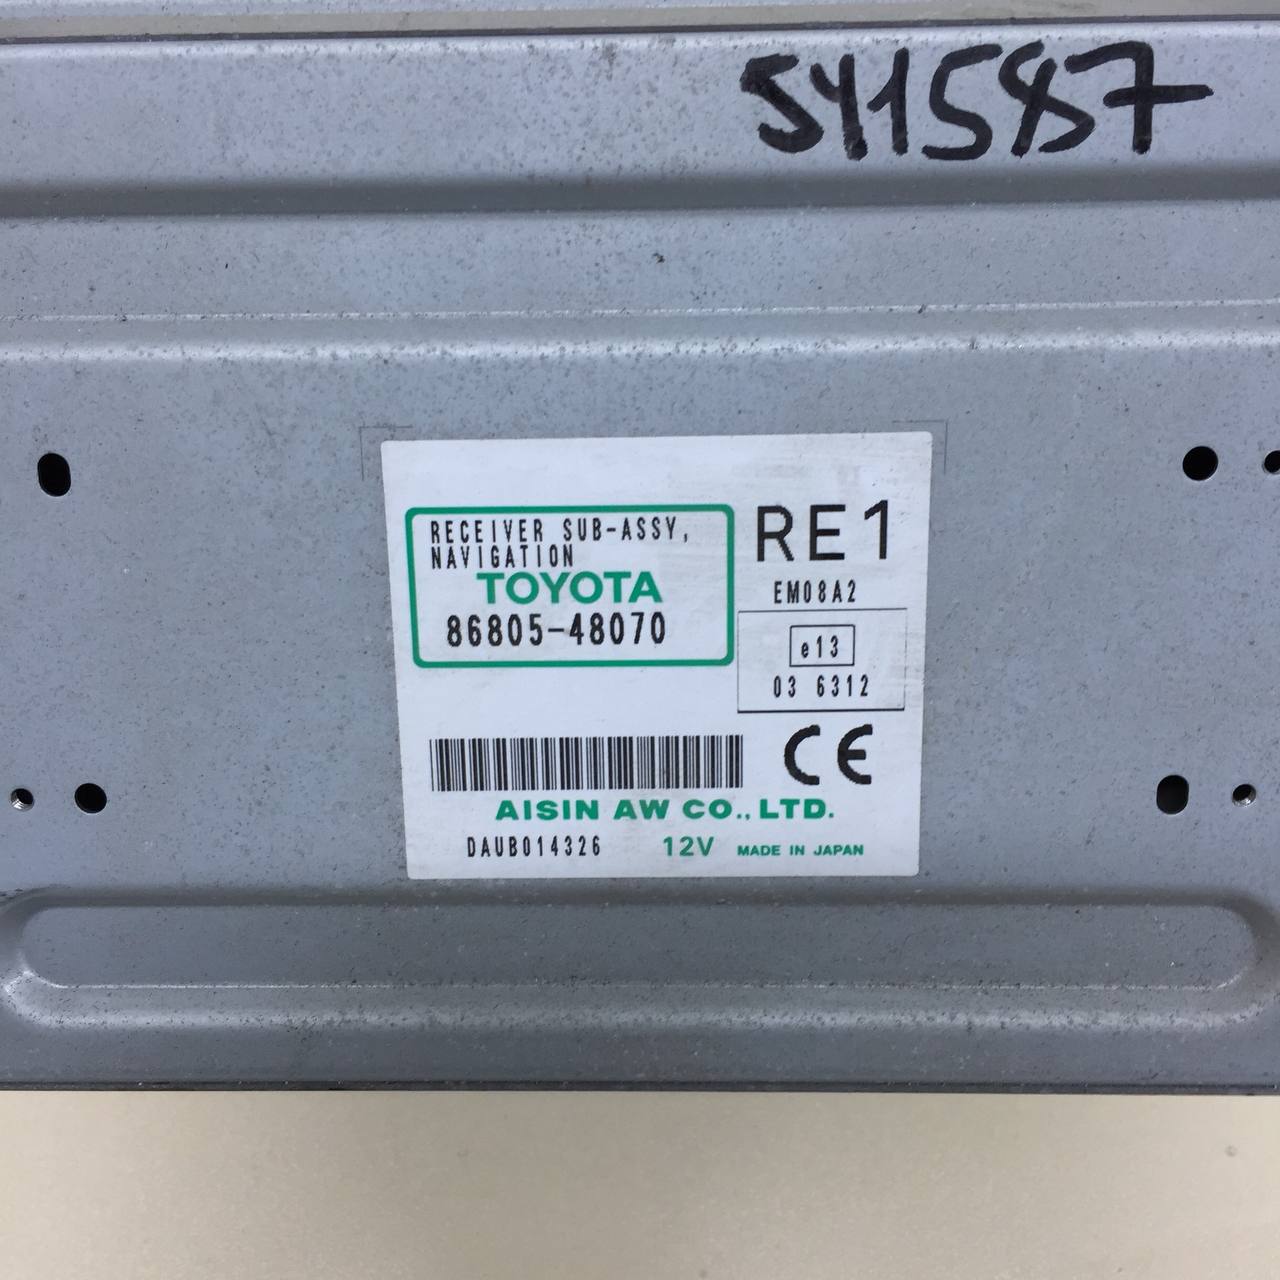 SY1587
RECEIVER SUB-ASSY,
NAVIGATION
TOYOTA
86805-48070
RE1
EM08A2
e13
03 6312
CE
AISIN AW CO., LTD.
DAUB014326 12V MADE IN JAPAN